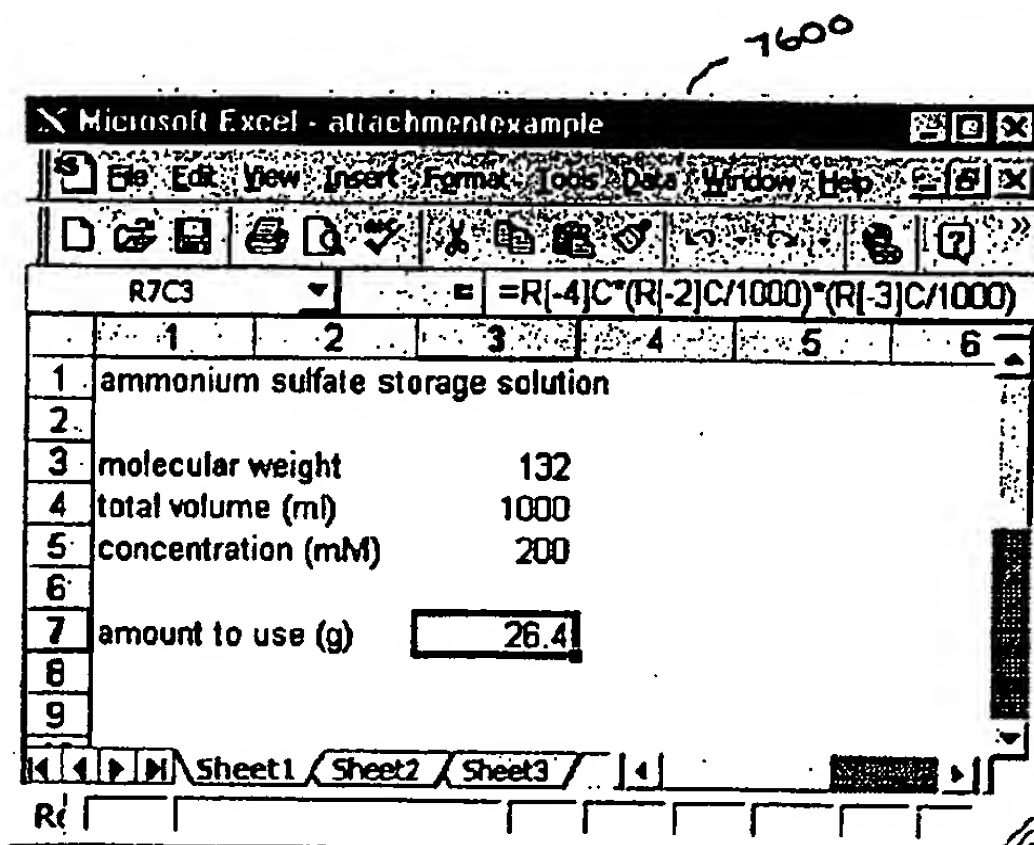 7600
X Microsoft Excel - attachmentexample
File Edit View Insert Format Tools Data Window Help
R7C3 = =R[-4]C*(R[-2]C/1000)*(R[-3]C/1000)
1 2 3 4 5 6
1 ammonium sulfate storage solution
2
3 molecular weight 132
4 total volume (ml) 1000
5 concentration (mM) 200
6
7 amount to use (g) 26.4
8
9
Sheet1 Sheet2 Sheet3